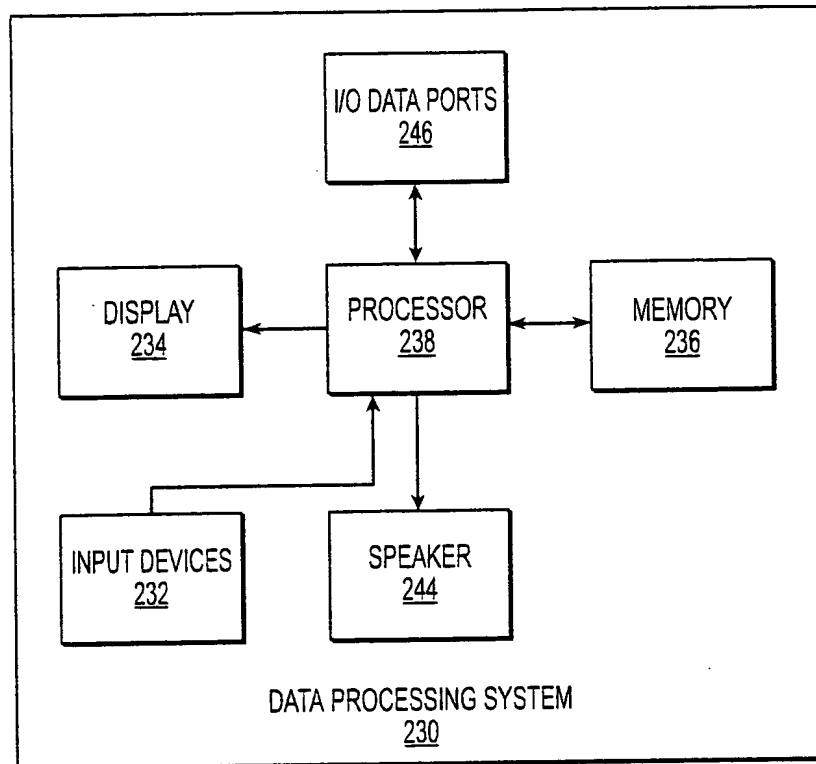 I/O DATA PORTS
246
DISPLAY
234
PROCESSOR
238
MEMORY
236
INPUT DEVICES
232
SPEAKER
244
DATA PROCESSING SYSTEM
230